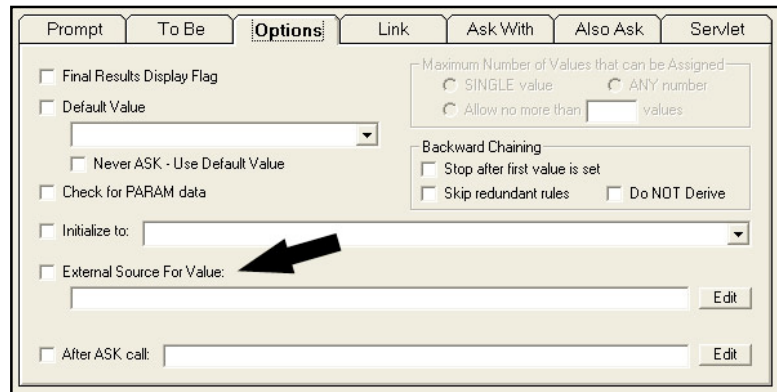 Prompt To Be Options Link Ask With Also Ask Servlet
Final Results Display Flag
Default Value
Never ASK - Use Default Value
Check for PARAM data
Maximum Number of Values that can be Assigned
SINGLE value ANY number
Allow no more than values
Backward Chaining
Stop after first value is set
Skip redundant rules Do NOT Derive
Initialize to:
External Source For Value:
Edit
After ASK call: Edit